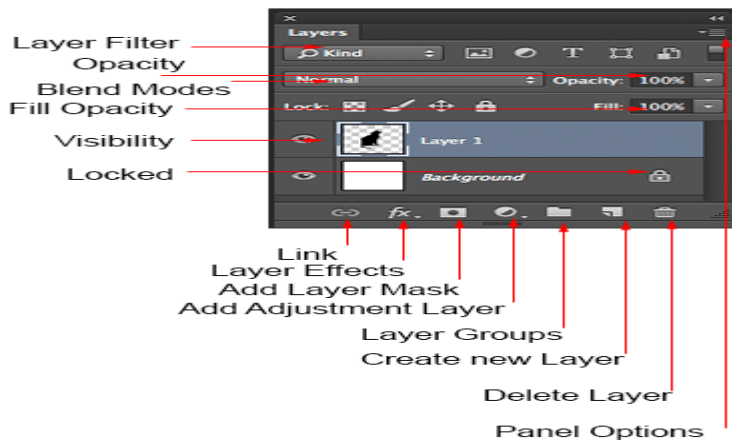 Layers
Layer Filter
Kind
Opacity
Normal
Opacity: 100%
Blend Modes
Fill Opacity
Lock:
Fill: 100%
Visibility
Layer 1
Locked
Background
fx
Link
Layer Effects
Add Layer Mask
Add Adjustment Layer
Layer Groups
Create new Layer
Delete Layer
Panel Options